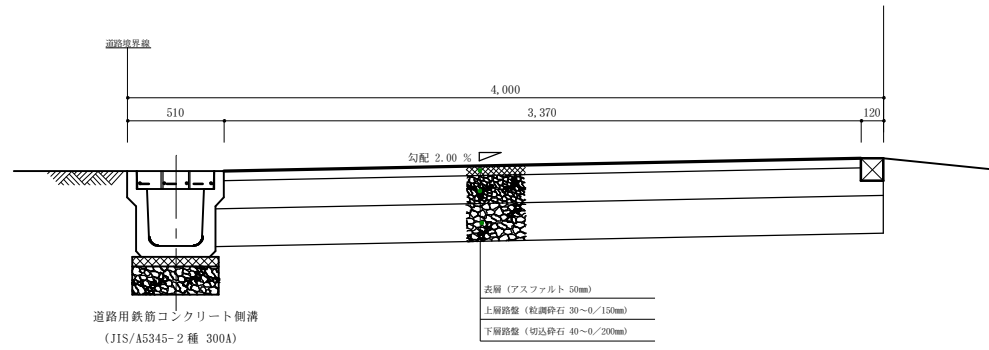 道路境界線
4,000
510
3,370
120
勾配 2.00 %
表層 (アスファルト 50mm)
上層路盤 (粒調砕石 30～0/150mm)
下層路盤 (切込砕石 40～0/200mm)
道路用鉄筋コンクリート側溝
(JIS/A5345-2種 300A)